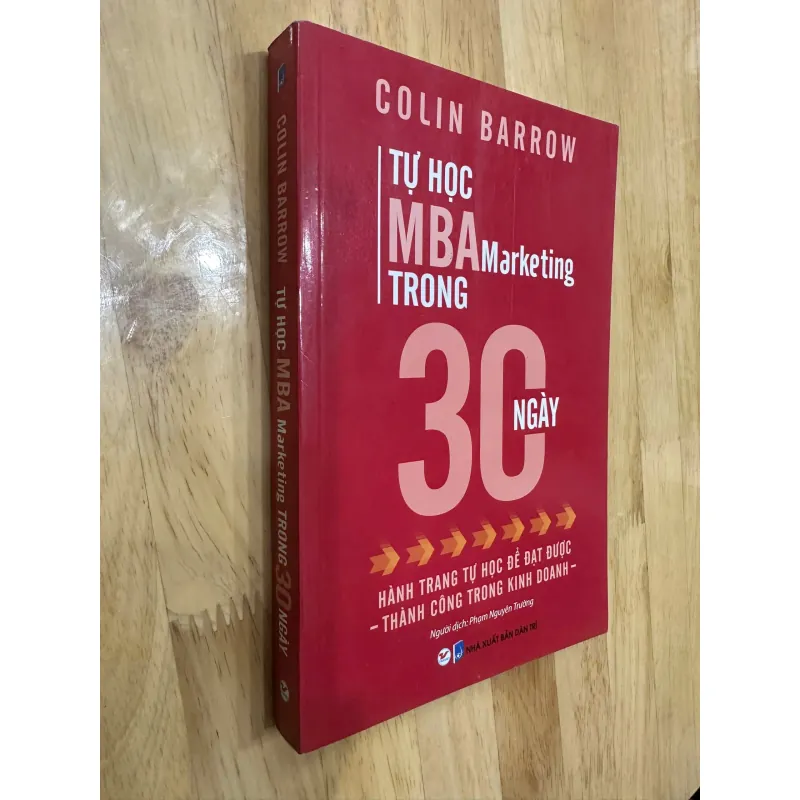 COLIN BARROW
TỰ HỌC
MBA Marketing
TRONG
30
NGÀY
HÀNH TRANG TỰ HỌC ĐỂ ĐẠT ĐƯỢC
– THÀNH CÔNG TRONG KINH DOANH –
Người dịch: Phạm Nguyên Trường
NHÀ XUẤT BẢN DÂN TRÍ
COLIN BARROW TỰ HỌC MBA Marketing TRONG 30 NGÀY